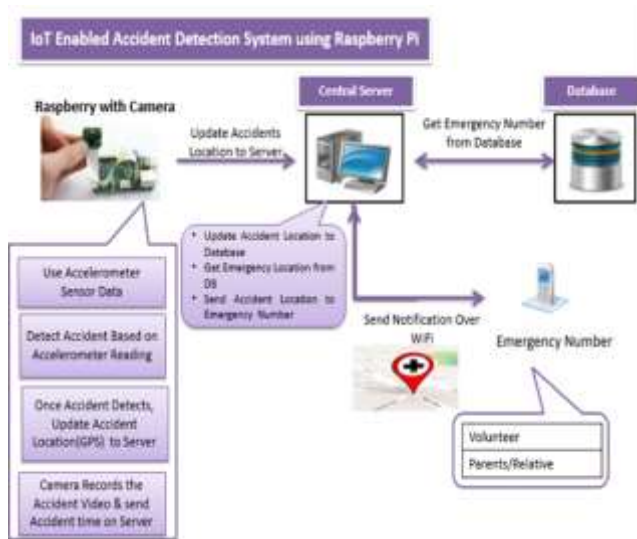 IoT Enabled Accident Detection System using Raspberry Pi
Raspberry with Camera
Central Server
Database
Update Accidents
Location to Server
Get Emergency Number
from Database
• Update Accident Location to
Database
• Get Emergency Location from
DB
• Send Accident Location to
Emergency Number
Use Accelerometer
Sensor Data
Detect Accident Based on
Accelerometer Reading
Once Accident Detects,
Update Accident
Location(GPS) to Server
Camera Records the
Accident Video & send
Accident time on Server
Send Notification Over
WiFi
Emergency Number
Volunteer
Parents/Relative